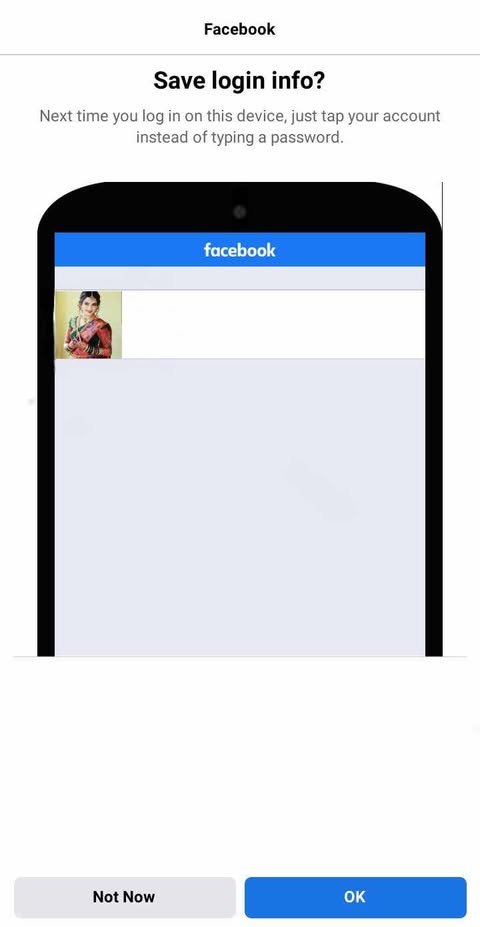 Facebook
Save login info?
Next time you log in on this device, just tap your account
instead of typing a password.
facebook
Not Now
OK